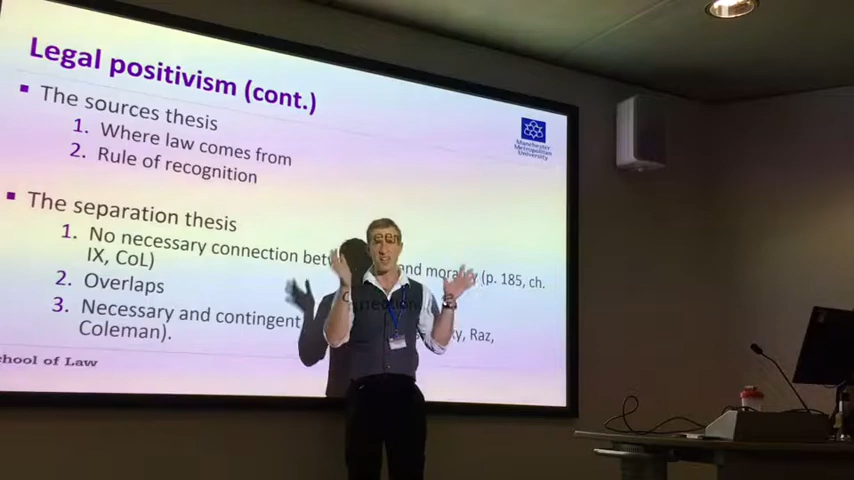 Legal positivism (cont.)
The sources thesis
1. Where law comes from
2. Rule of recognition
The separation thesis
1. No necessary connection and morality (p. 185, ch.
IX, CoL)
2. Overlaps
3. Necessary and contingent Raz,
Coleman).
School of Law
Manchester
Metropolitan
University